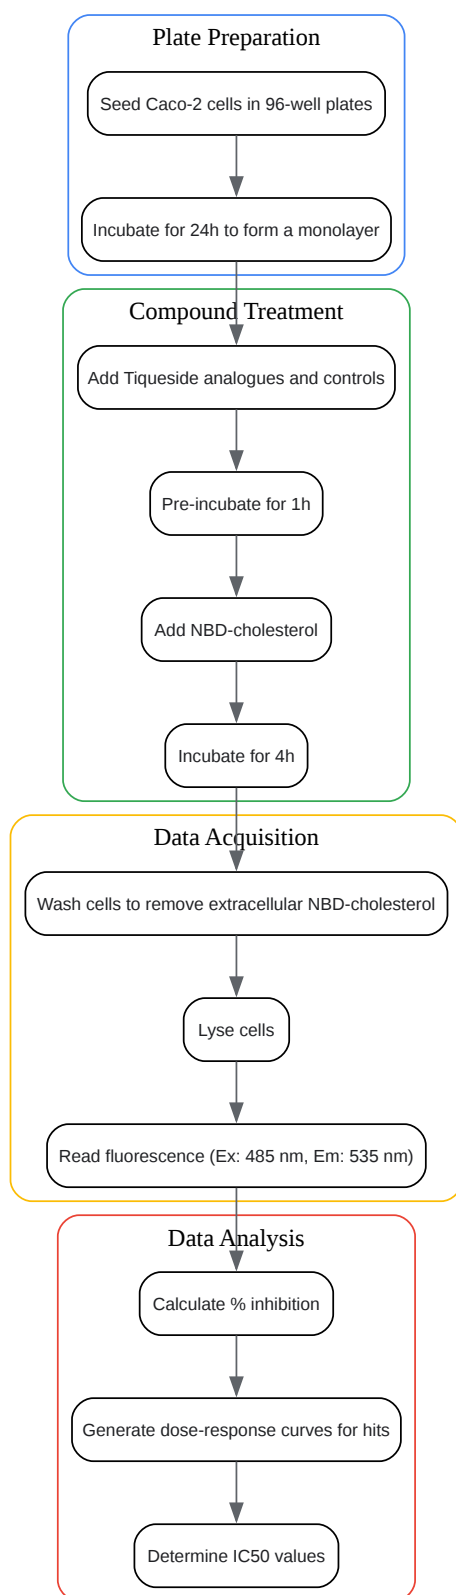 Plate Preparation
Seed Caco-2 cells in 96-well plates
Incubate for 24h to form a monolayer
Compound Treatment
Add Tiqueside analogues and controls
Pre-incubate for 1h
Add NBD-cholesterol
Incubate for 4h
Data Acquisition
Wash cells to remove extracellular NBD-cholesterol
Lyse cells
Read fluorescence (Ex: 485 nm, Em: 535 nm)
Data Analysis
Calculate % inhibition
Generate dose-response curves for hits
Determine IC50 values